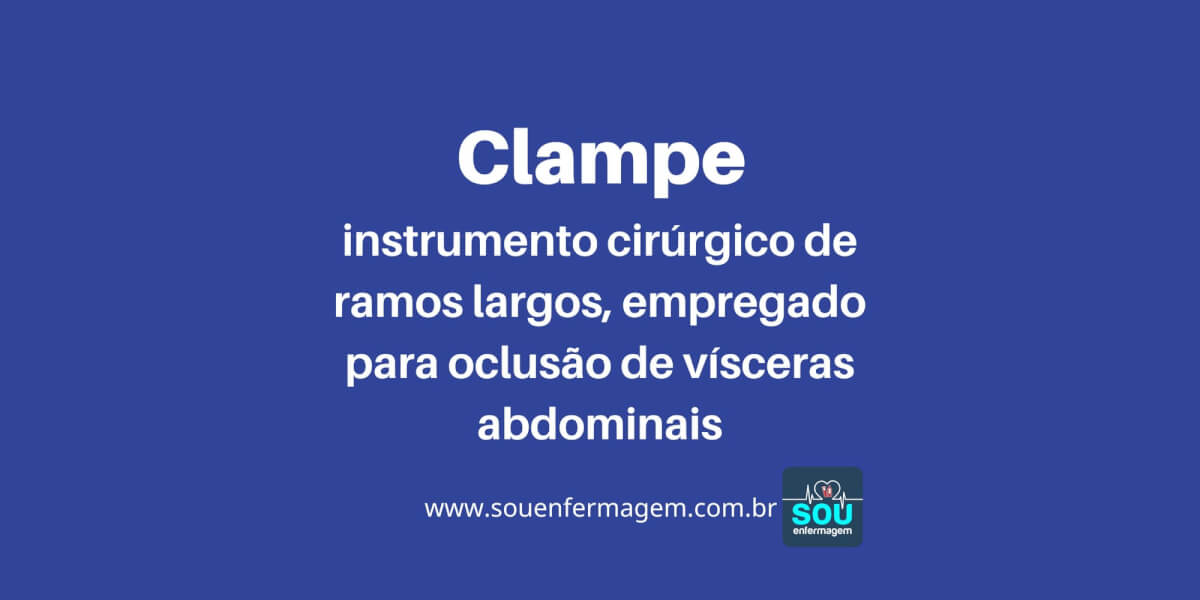 Clampe
instrumento cirúrgico de
ramos largos, empregado
para oclusão de vísceras
abdominais
www.souenfermagem.com.br
SOU
enfermagem